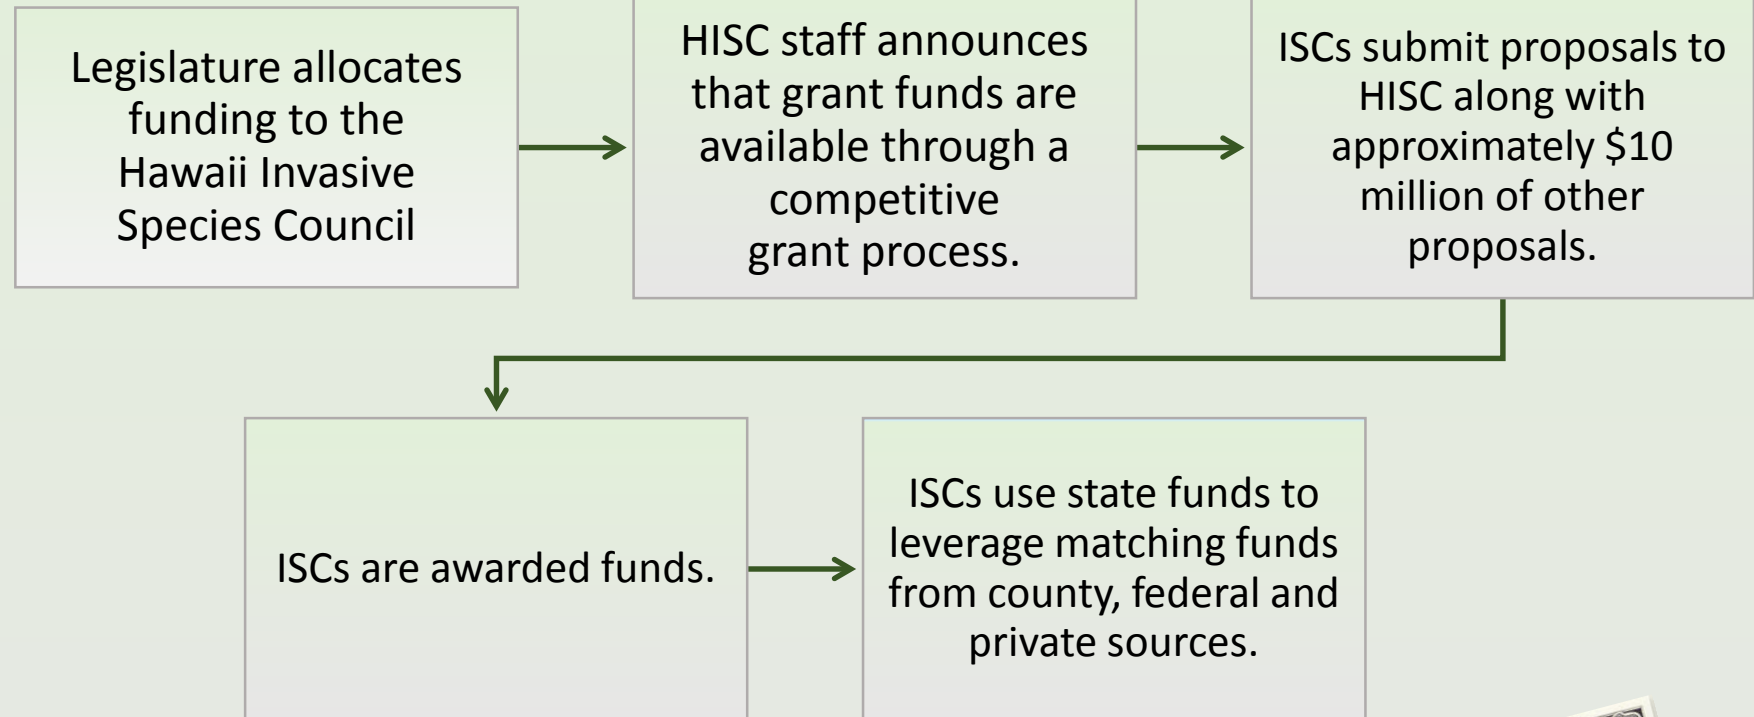 Legislature allocates
funding to the
Hawaii Invasive
Species Council
HISC staff announces
that grant funds are
available through a
competitive
grant process.
ISCs submit proposals to
HISC along with
approximately $10
million of other
proposals.
ISCs are awarded funds.
ISCs use state funds to
leverage matching funds
from county, federal and
private sources.